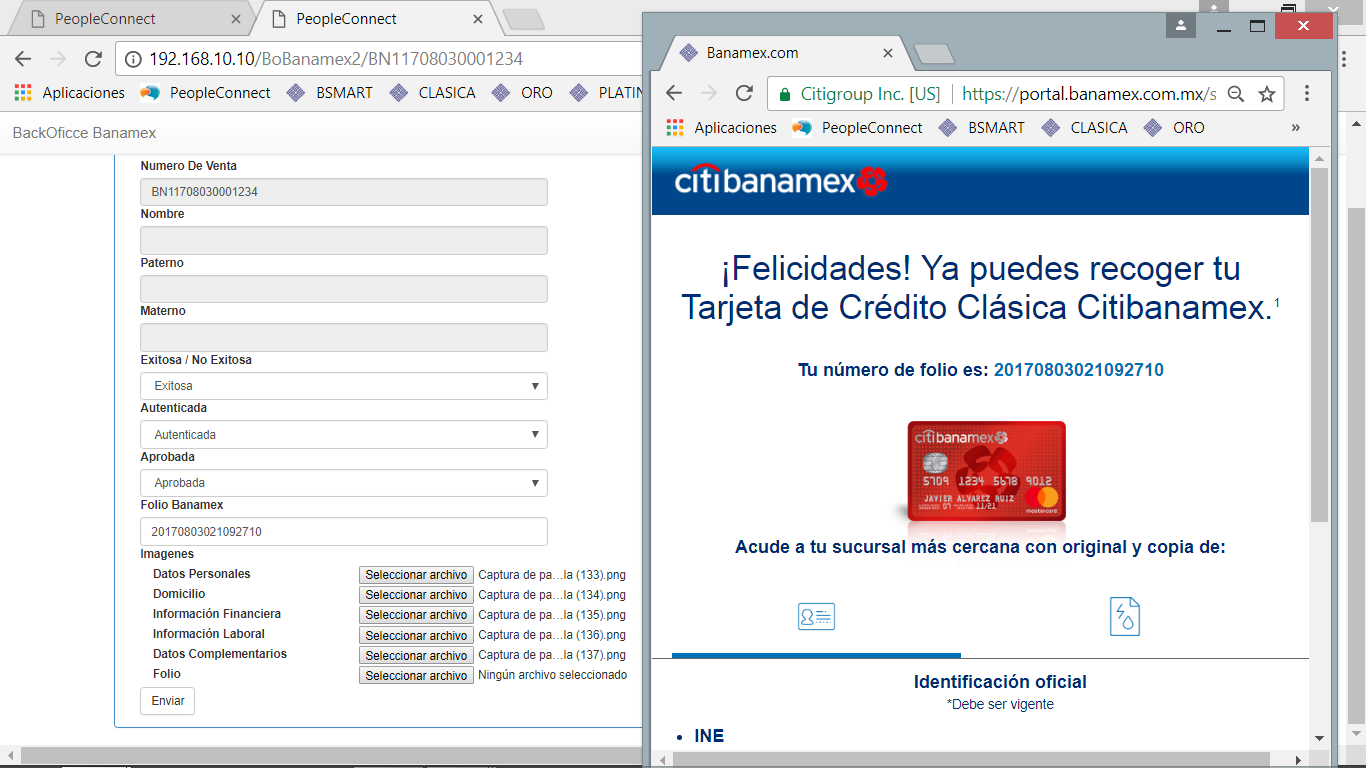 PeopleConnect
PeopleConnect
192.168.10.10/BoBanamex2/BN11708030001234
Aplicaciones PeopleConnect BSMART CLASICA ORO PLATIN
BackOficce Banamex
Numero De Venta
BN11708030001234
Nombre
Paterno
Materno
Exitosa / No Exitosa
Exitosa
Autenticada
Autenticada
Aprobada
Aprobada
Folio Banamex
20170803021092710
Imagenes
Datos Personales Seleccionar archivo Captura de pa...la (133).png
Domicilio Seleccionar archivo Captura de pa...la (134).png
Información Financiera Seleccionar archivo Captura de pa...la (135).png
Información Laboral Seleccionar archivo Captura de pa...la (136).png
Datos Complementarios Seleccionar archivo Captura de pa...la (137).png
Folio Seleccionar archivo Ningún archivo seleccionado
Enviar
Banamex.com
Citigroup Inc. [US] https://portal.banamex.com.mx/s
Aplicaciones PeopleConnect BSMART CLASICA ORO »
citibanamex
¡Felicidades! Ya puedes recoger tu
Tarjeta de Crédito Clásica Citibanamex.1
Tu número de folio es: 20170803021092710
citibanamex
5709 1234 5678 9012
JAVIER ALVAREZ RUIZ
07 11/21
mastercard
Acude a tu sucursal más cercana con original y copia de:
Identificación oficial
*Debe ser vigente
• INE